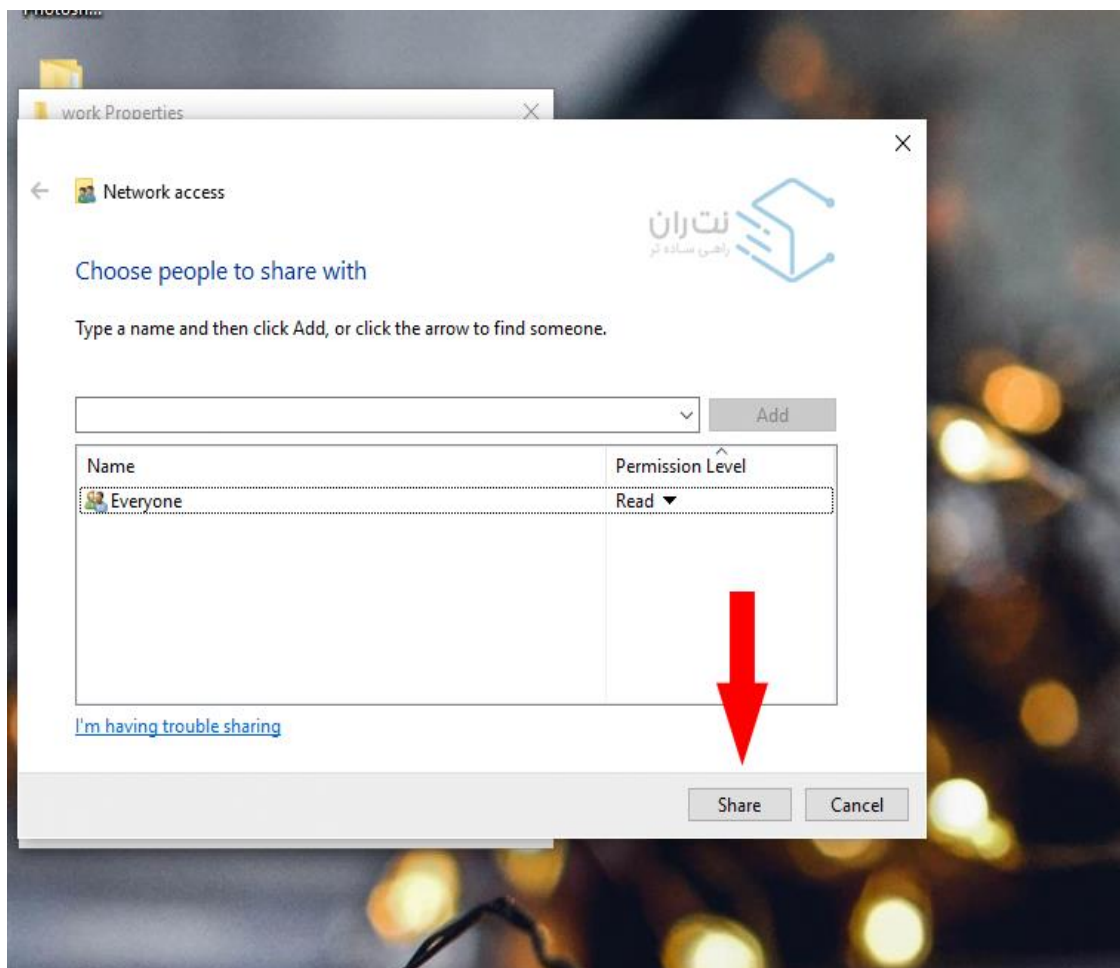 work Properties
Network access
نت ران
راهی ساده تر
Choose people to share with
Type a name and then click Add, or click the arrow to find someone.
Add
Name Permission Level
Everyone Read
I'm having trouble sharing
Share Cancel